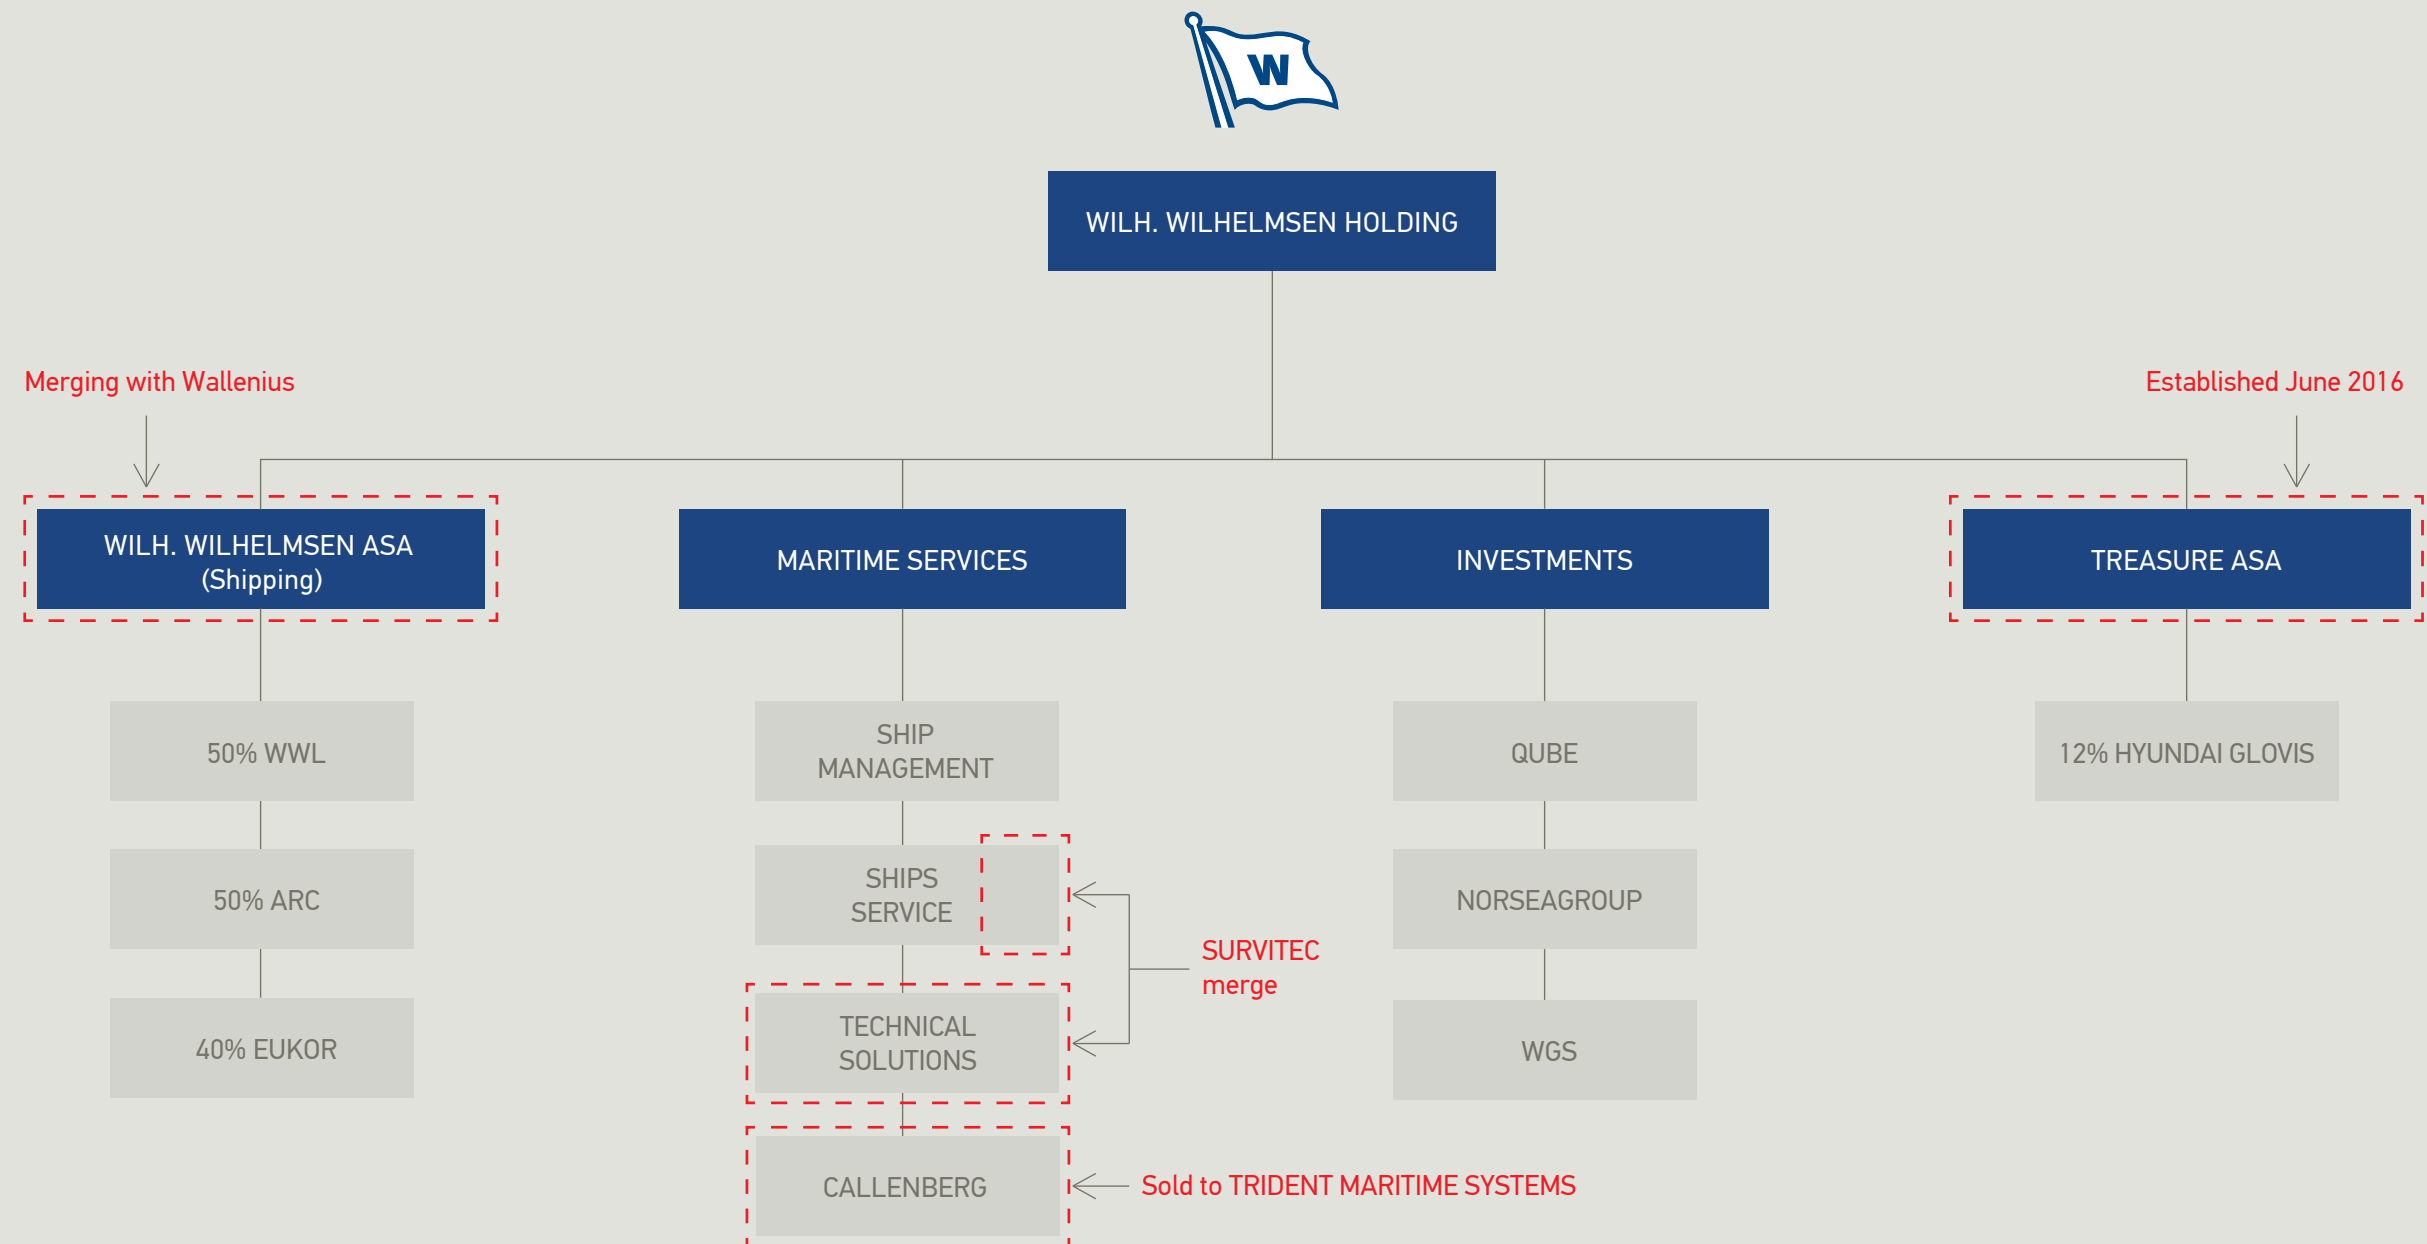 W
WILH. WILHELMSEN HOLDING
Merging with Wallenius
Established June 2016
WILH. WILHELMSEN ASA
(Shipping)
MARITIME SERVICES
INVESTMENTS
TREASURE ASA
50% WWL
50% ARC
40% EUKOR
SHIP
MANAGEMENT
SHIPS
SERVICE
TECHNICAL
SOLUTIONS
CALLENBERG
SURVITEC
merge
Sold to TRIDENT MARITIME SYSTEMS
QUBE
NORSEAGROUP
WGS
12% HYUNDAI GLOVIS